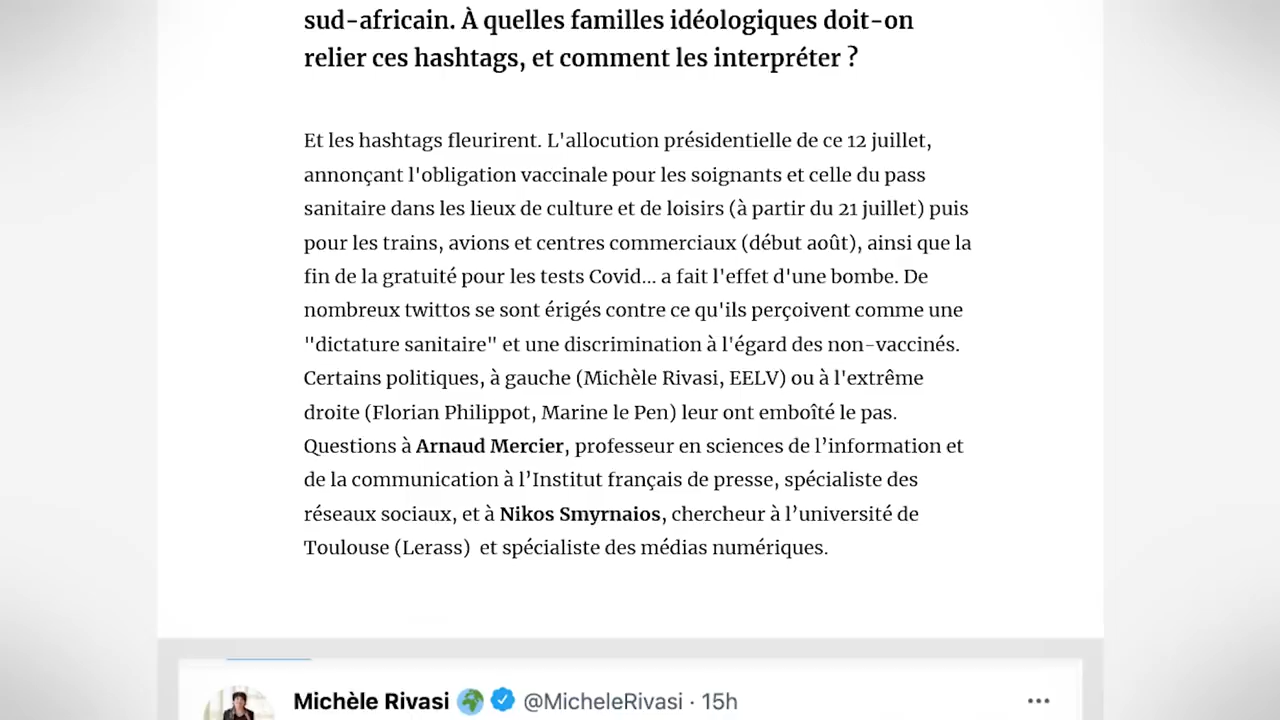 sud-africain. À quelles familles idéologiques doit-on
relier ces hashtags, et comment les interpréter ?
Et les hashtags fleurirent. L'allocution présidentielle de ce 12 juillet,
annonçant l'obligation vaccinale pour les soignants et celle du pass
sanitaire dans les lieux de culture et de loisirs (à partir du 21 juillet) puis
pour les trains, avions et centres commerciaux (début août), ainsi que la
fin de la gratuité pour les tests Covid... a fait l'effet d'une bombe. De
nombreux twittos se sont érigés contre ce qu'ils perçoivent comme une
"dictature sanitaire" et une discrimination à l'égard des non-vaccinés.
Certains politiques, à gauche (Michèle Rivasi, EELV) ou à l'extrême
droite (Florian Philippot, Marine le Pen) leur ont emboîté le pas.
Questions à Arnaud Mercier, professeur en sciences de l’information et
de la communication à l’Institut français de presse, spécialiste des
réseaux sociaux, et à Nikos Smyrnaios, chercheur à l’université de
Toulouse (Lerass)  et spécialiste des médias numériques.
Michèle Rivasi @MicheleRivasi · 15h